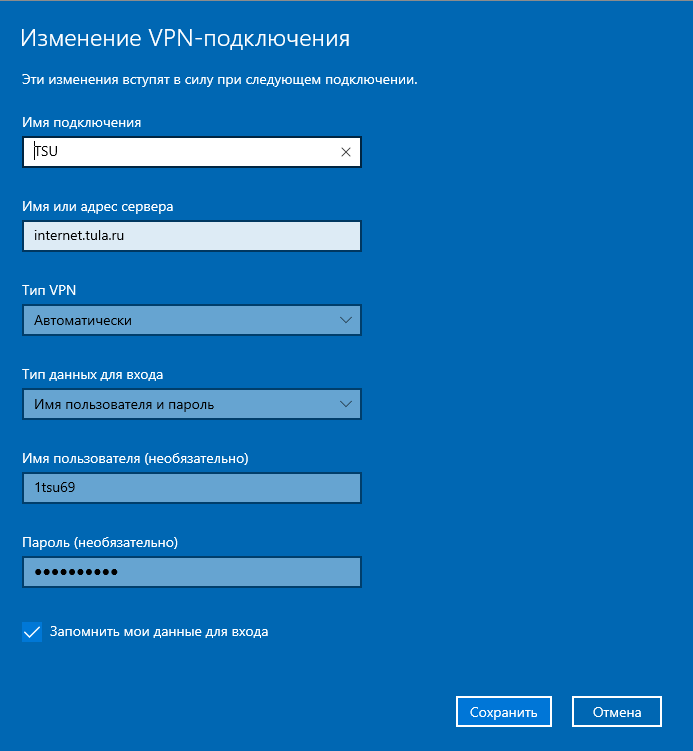 Изменение VPN-подключения
Эти изменения вступят в силу при следующем подключении.
Имя подключения
TSU
Имя или адрес сервера
internet.tula.ru
Тип VPN
Автоматически
Тип данных для входа
Имя пользователя и пароль
Имя пользователя (необязательно)
1tsu69
Пароль (необязательно)
●●●●●●●●●●
Запомнить мои данные для входа
Сохранить
Отмена